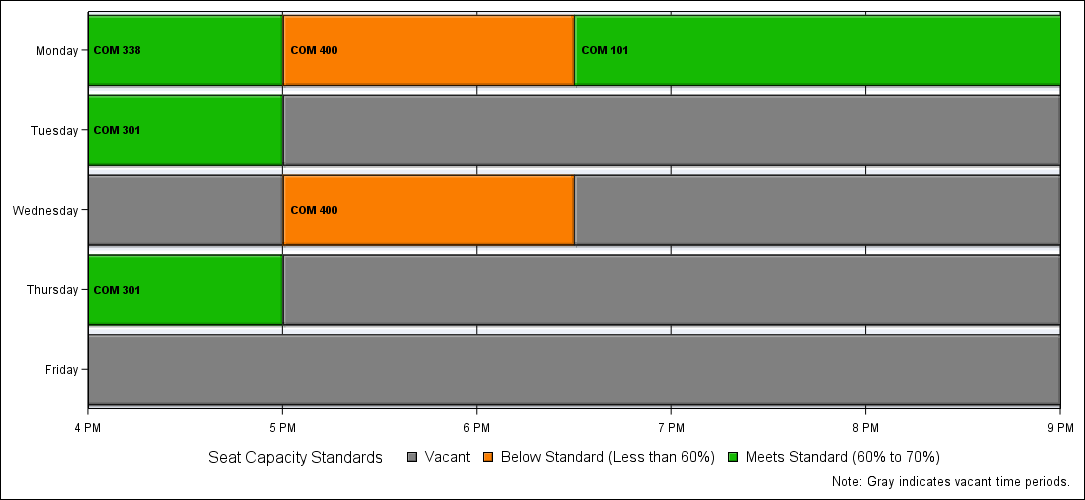 Monday
COM 338
COM 400
COM 101
Tuesday
COM 301
Wednesday
COM 400
Thursday
COM 301
Friday
4 PM 5 PM 6 PM 7 PM 8 PM 9 PM
Seat Capacity Standards Vacant Below Standard (Less than 60%) Meets Standard (60% to 70%)
Note: Gray indicates vacant time periods.